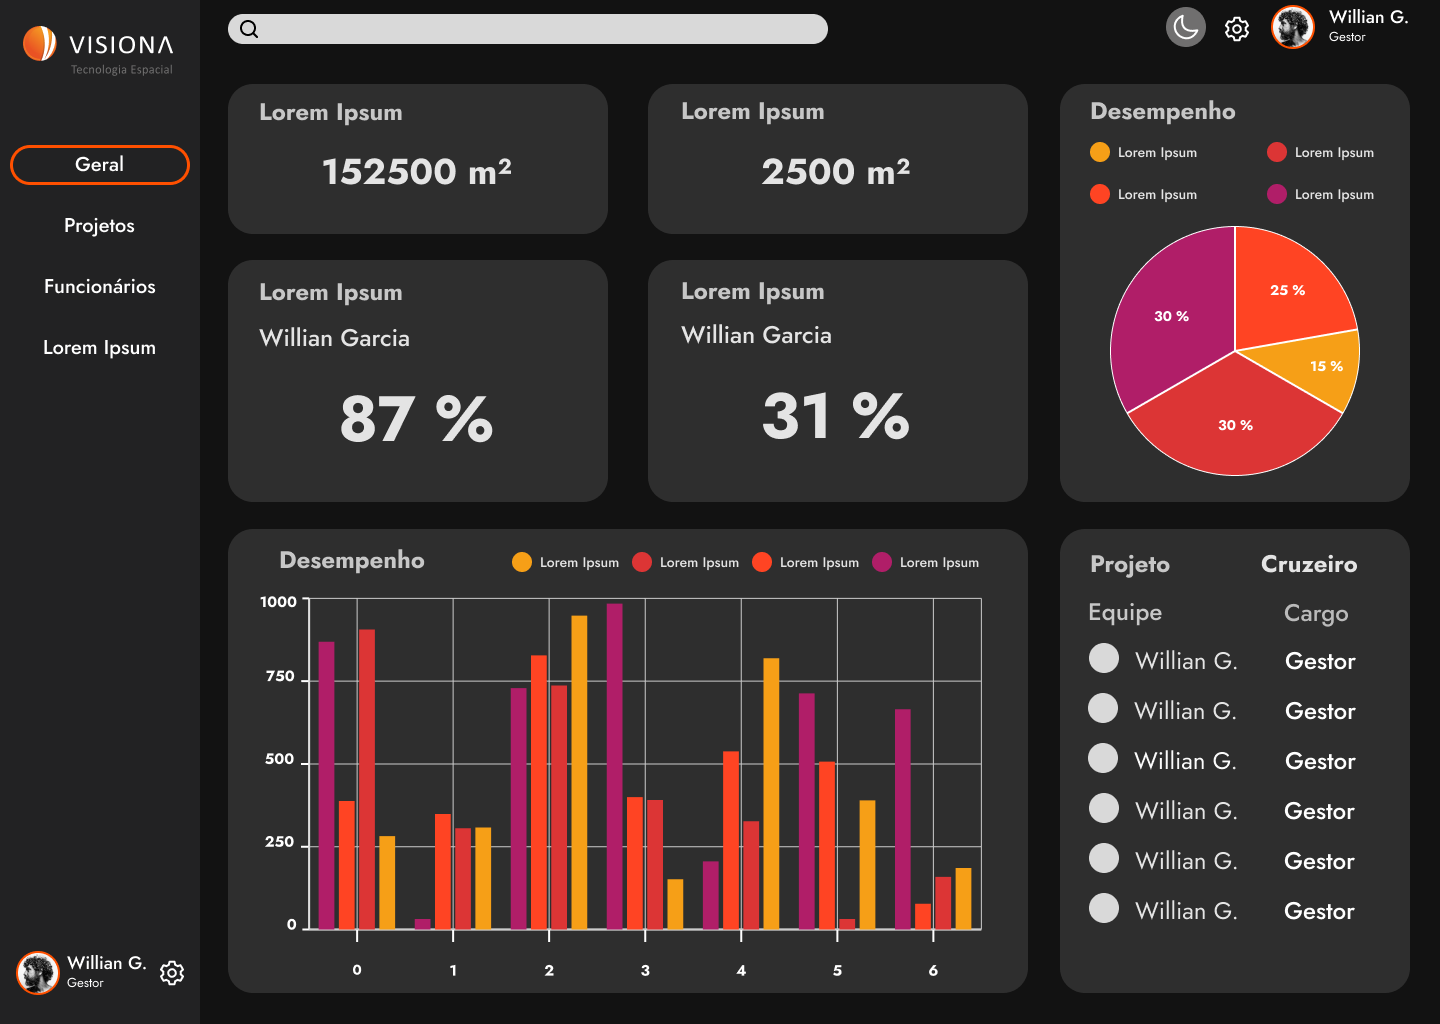 VISIONA
Tecnologia Espacial
Geral
Projetos
Funcionários
Lorem Ipsum
Willian G.
Gestor
Willian G.
Gestor
Lorem Ipsum
152500 m²
Lorem Ipsum
2500 m²
Lorem Ipsum
Willian Garcia
87 %
Lorem Ipsum
Willian Garcia
31 %
Desempenho
Lorem Ipsum Lorem Ipsum
Lorem Ipsum Lorem Ipsum
25 %
30 %
15 %
30 %
Desempenho Lorem Ipsum Lorem Ipsum Lorem Ipsum Lorem Ipsum
1000
750
500
250
0
0 1 2 3 4 5 6
Projeto Cruzeiro
Equipe Cargo
Willian G. Gestor
Willian G. Gestor
Willian G. Gestor
Willian G. Gestor
Willian G. Gestor
Willian G. Gestor